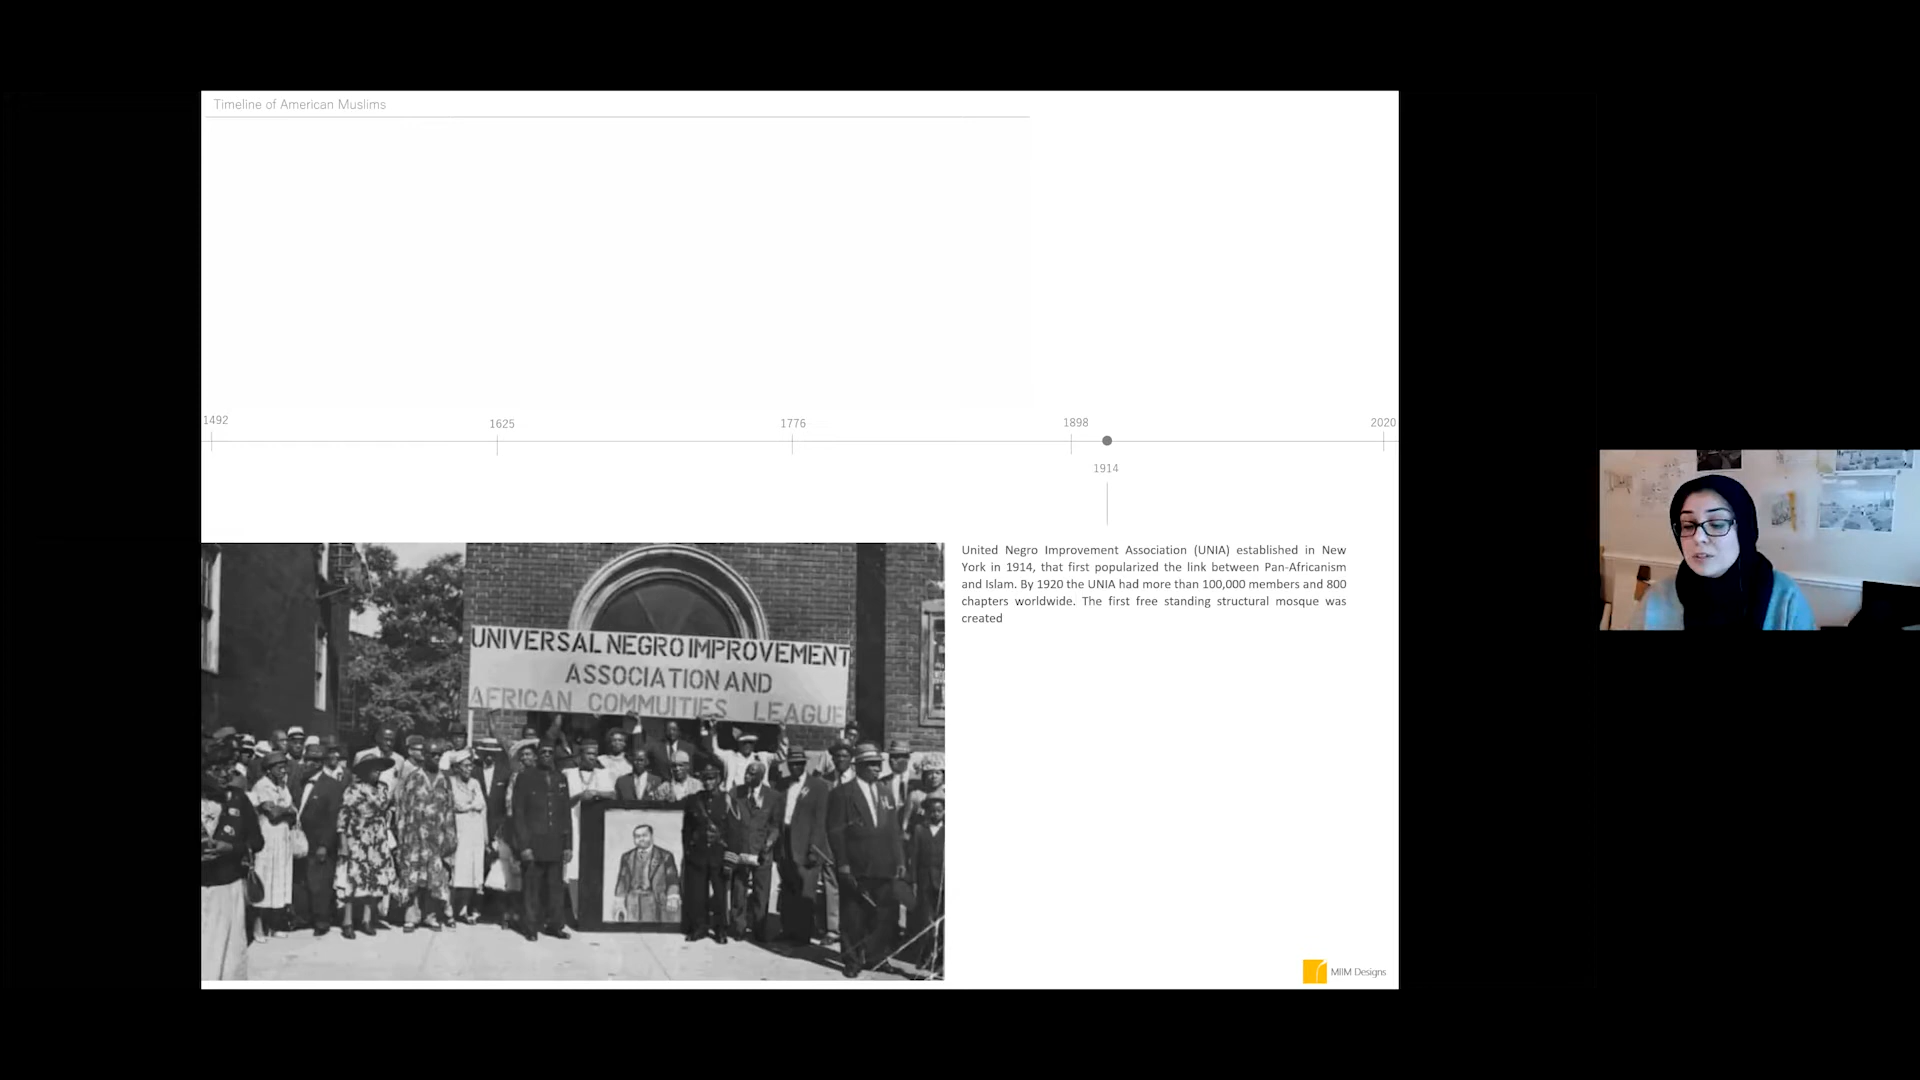 Timeline of American Muslims
1492
1625
1776
1898
2020
1914
United Negro Improvement Association (UNIA) established in New
York in 1914, that first popularized the link between Pan-Africanism
and Islam. By 1920 the UNIA had more than 100,000 members and 800
chapters worldwide. The first free standing structural mosque was
created
UNIVERSAL NEGRO IMPROVEMENT
ASSOCIATION AND
AFRICAN COMMUITIES LEAGUE
MIIM Designs